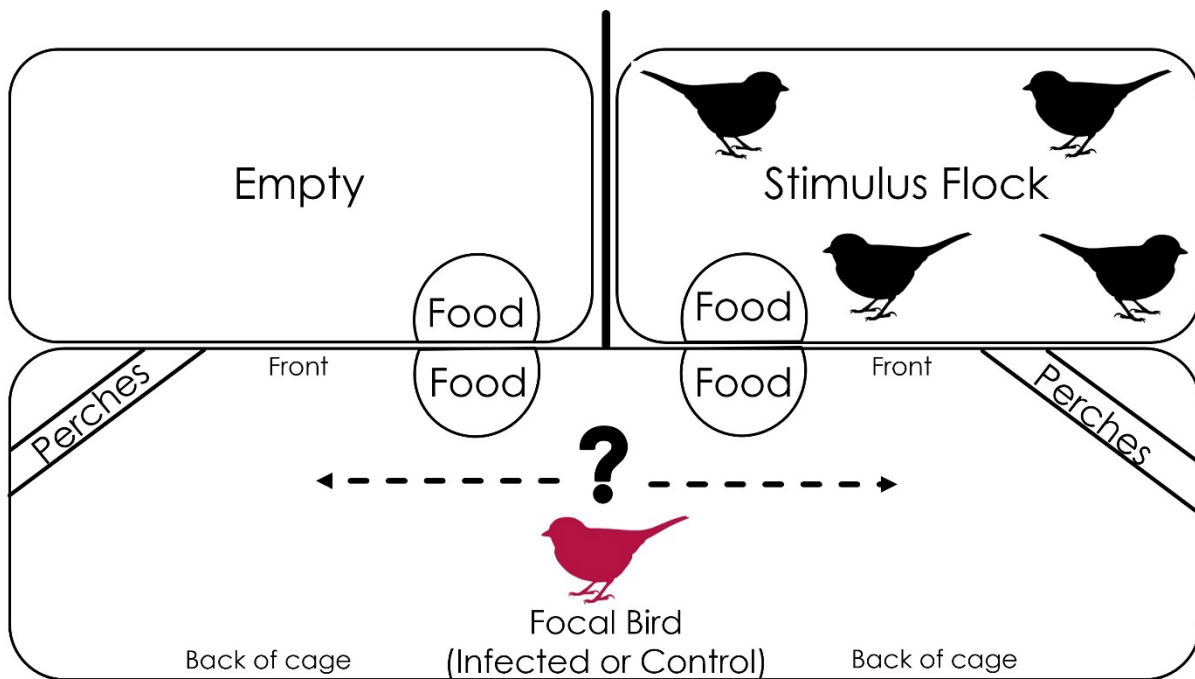 Empty
Stimulus Flock
Food
Food
Food
Food
Front
Front
Perches
Perches
?
Focal Bird
(Infected or Control)
Back of cage
Back of cage